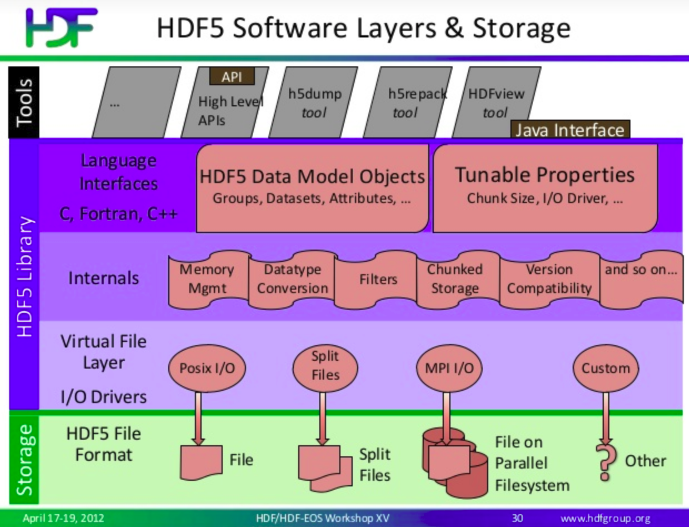 HDF
HDF5 Software Layers & Storage
Tools
...
API
High Level
APIs
h5dump
tool
h5repack
tool
HDFview
tool
Java Interface
HDF5 Library
Language
Interfaces
C, Fortran, C++
HDF5 Data Model Objects
Groups, Datasets, Attributes, ...
Tunable Properties
Chunk Size, I/O Driver, ...
Internals
Memory
Mgmt
Datatype
Conversion
Filters
Chunked
Storage
Version
Compatibility
and so on...
Virtual File
Layer
I/O Drivers
Posix I/O
Split
Files
MPI I/O
Custom
Storage
HDF5 File
Format
File
Split
Files
File on
Parallel
Filesystem
?
Other
April 17-19, 2012
HDF/HDF-EOS Workshop XV
30
www.hdfgroup.org